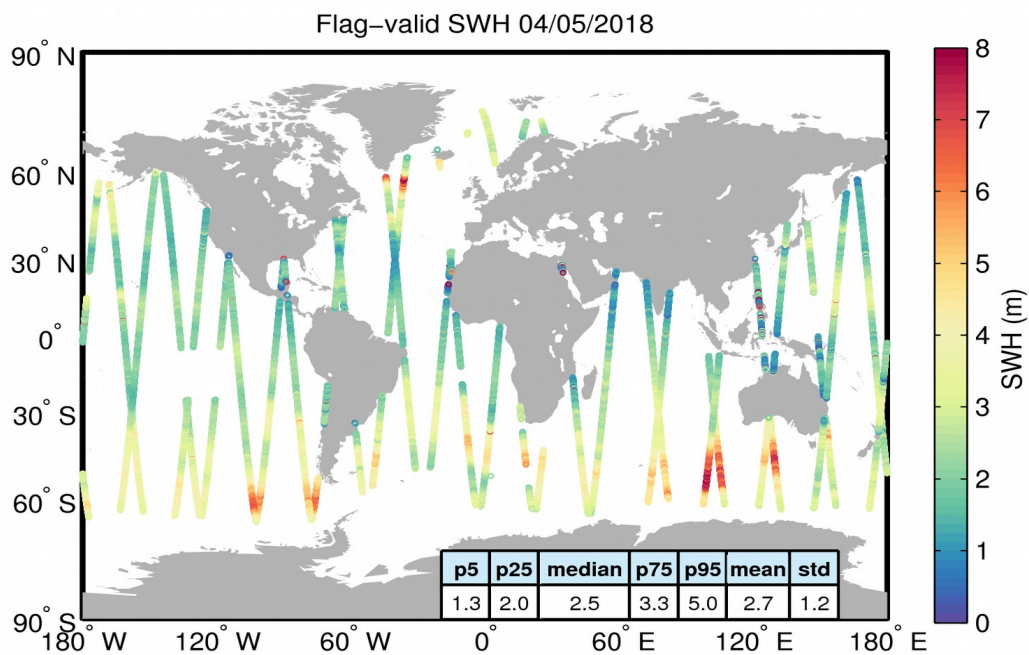 Flag−valid SWH 04/05/2018
90° N
60° N
30° N
0°
30° S
60° S
90° S
180° W
120° W
60° W
0°
60° E
120° E
180° E
p5 p25 median p75 p95 mean std
1.3 2.0 2.5 3.3 5.0 2.7 1.2
8
7
6
5
4
3
2
1
0
SWH (m)